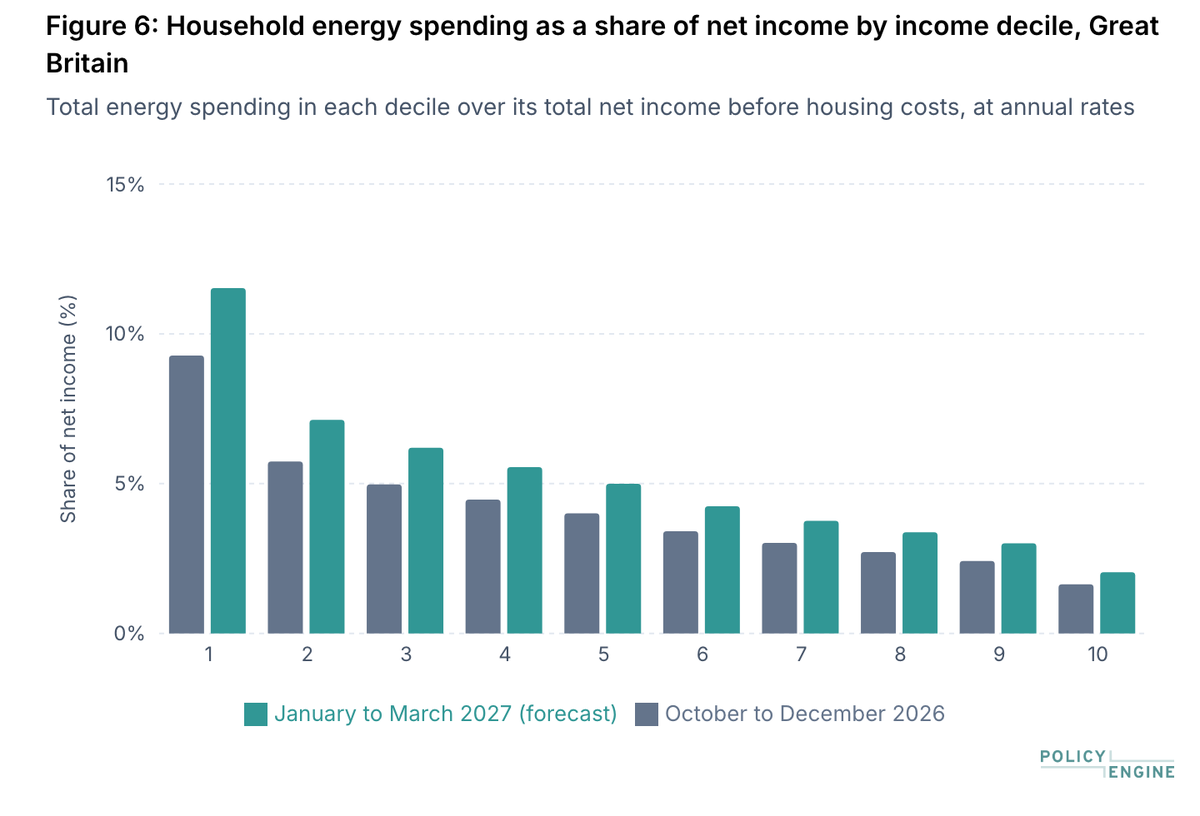 Figure 6: Household energy spending as a share of net income by income decile, Great
Britain
Total energy spending in each decile over its total net income before housing costs, at annual rates
15%
10%
5%
0%
Share of net income (%)
1 2 3 4 5 6 7 8 9 10
January to March 2027 (forecast) October to December 2026
POLICY
ENGINE